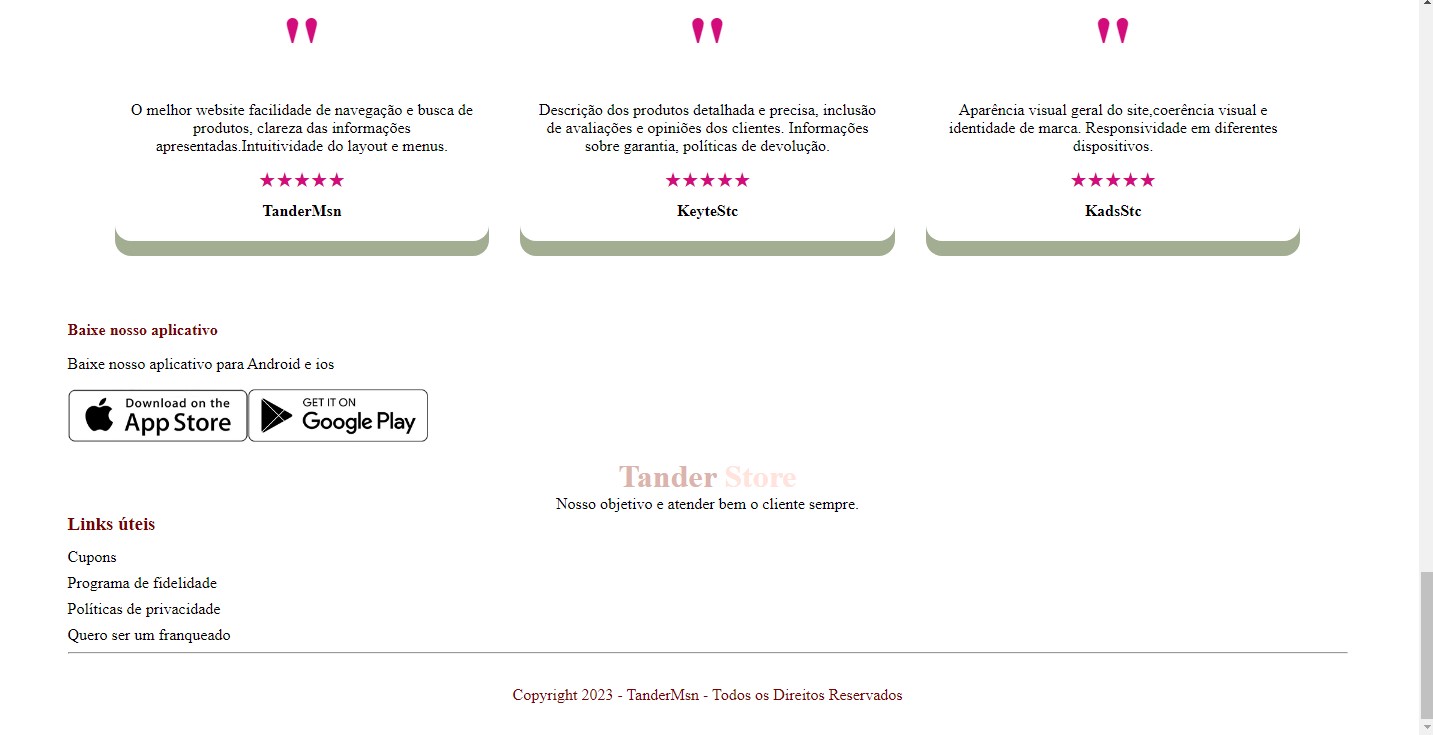 "
"
"
O melhor website facilidade de navegação e busca de
produtos, clareza das informações
apresentadas.Intuitividade do layout e menus.
★★★★★
TanderMsn
Descrição dos produtos detalhada e precisa, inclusão
de avaliações e opiniões dos clientes. Informações
sobre garantia, políticas de devolução.
★★★★★
KeyteStc
Aparência visual geral do site,coerência visual e
identidade de marca. Responsividade em diferentes
dispositivos.
★★★★★
KadsStc
Baixe nosso aplicativo
Baixe nosso aplicativo para Android e ios
Download on the
App Store
GET IT ON
Google Play
Tander Store
Nosso objetivo e atender bem o cliente sempre.
Links úteis
Cupons
Programa de fidelidade
Políticas de privacidade
Quero ser um franqueado
Copyright 2023 - TanderMsn - Todos os Direitos Reservados